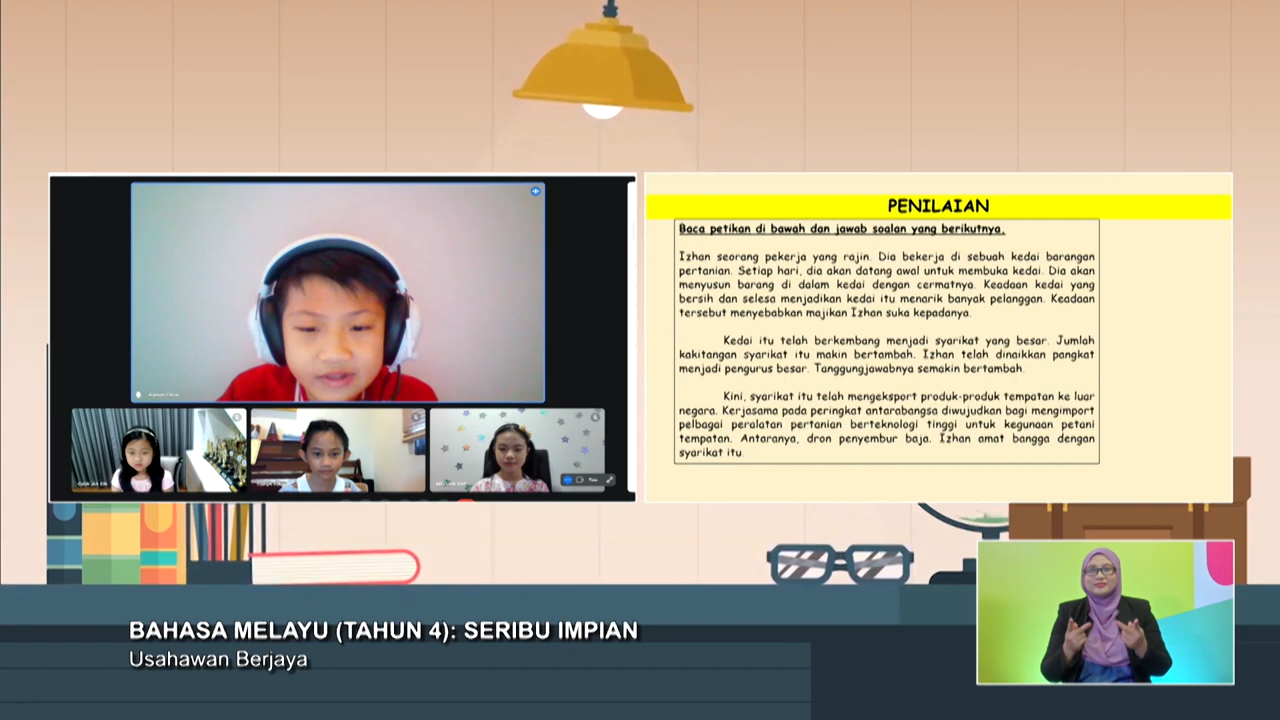 PENILAIAN
Baca petikan di bawah dan jawab soalan yang berikutnya.
Izhan seorang pekerja yang rajin. Dia bekerja di sebuah kedai barangan
pertanian. Setiap hari, dia akan datang awal untuk membuka kedai. Dia akan
menyusun barang di dalam kedai dengan cermatnya. Keadaan kedai yang
bersih dan selesa menjadikan kedai itu menarik banyak pelanggan. Keadaan
tersebut menyebabkan majikan Izhan suka kepadanya.
Kedai itu telah berkembang menjadi syarikat yang besar. Jumlah
kakitangan syarikat itu makin bertambah. Izhan telah dinaikkan pangkat
menjadi pengurus besar. Tanggungjawabnya semakin bertambah.
Kini, syarikat itu telah mengeksport produk-produk tempatan ke luar
negara. Kerjasama pada peringkat antarabangsa diwujudkan bagi mengimport
pelbagai peralatan pertanian berteknologi tinggi untuk kegunaan petani
tempatan. Antaranya, dron penyembur baja. Izhan amat bangga dengan
syarikat itu.
BAHASA MELAYU (TAHUN 4): SERIBU IMPIAN
Usahawan Berjaya